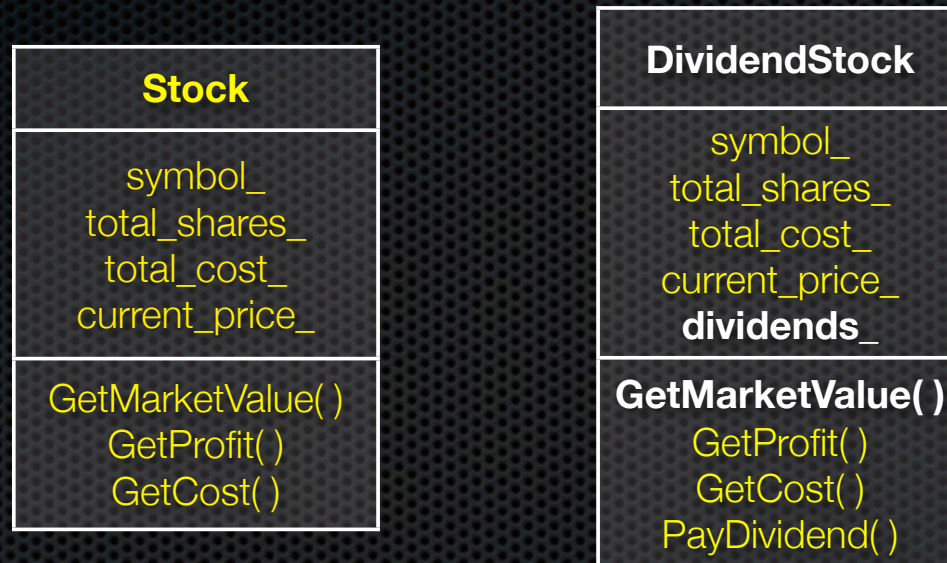 Stock
symbol_
total_shares_
total_cost_
current_price_
GetMarketValue( )
GetProfit( )
GetCost( )
DividendStock
symbol_
total_shares_
total_cost_
current_price_
dividends_
GetMarketValue( )
GetProfit( )
GetCost( )
PayDividend( )